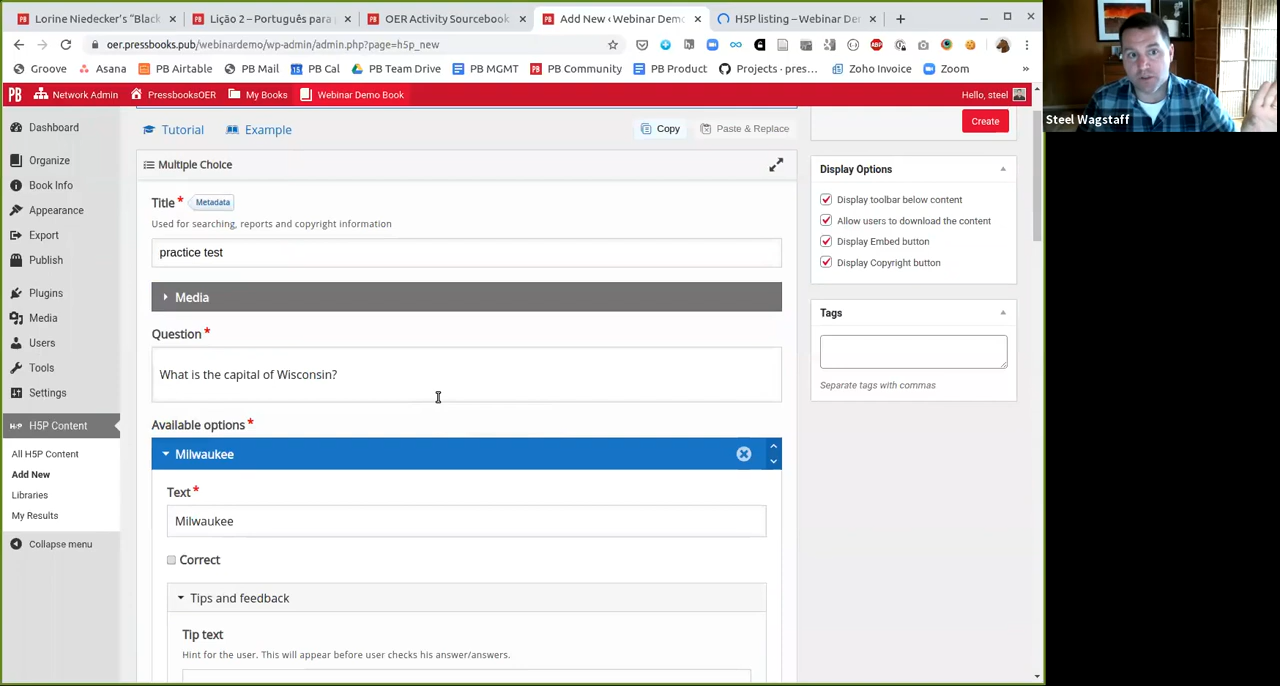 Lorine Niedecker's "Black
Lição 2 – Português para
OER Activity Sourcebook
Add New ‹ Webinar Demo
H5P listing – Webinar De
oer.pressbooks.pub/webinardemo/wp-admin/admin.php?page=h5p_new
Groove
Asana
PB Airtable
PB Mail
PB Cal
PB Team Drive
PB MGMT
PB Community
PB Product
Projects · pres...
Zoho Invoice
Zoom
»
PB
Network Admin
PressbooksOER
My Books
Webinar Demo Book
Hello, steel
Steel Wagstaff
Dashboard
Organize
Book Info
Appearance
Export
Publish
Plugins
Media
Users
Tools
Settings
H5P Content
All H5P Content
Add New
Libraries
My Results
Collapse menu
Tutorial
Example
Copy
Paste & Replace
Multiple Choice
Title *
Metadata
Used for searching, reports and copyright information
practice test
Media
Question *
What is the capital of Wisconsin?
Available options *
Milwaukee
Text *
Milwaukee
Correct
Tips and feedback
Tip text
Hint for the user. This will appear before user checks his answer/answers.
Create
Display Options
Display toolbar below content
Allow users to download the content
Display Embed button
Display Copyright button
Tags
Separate tags with commas